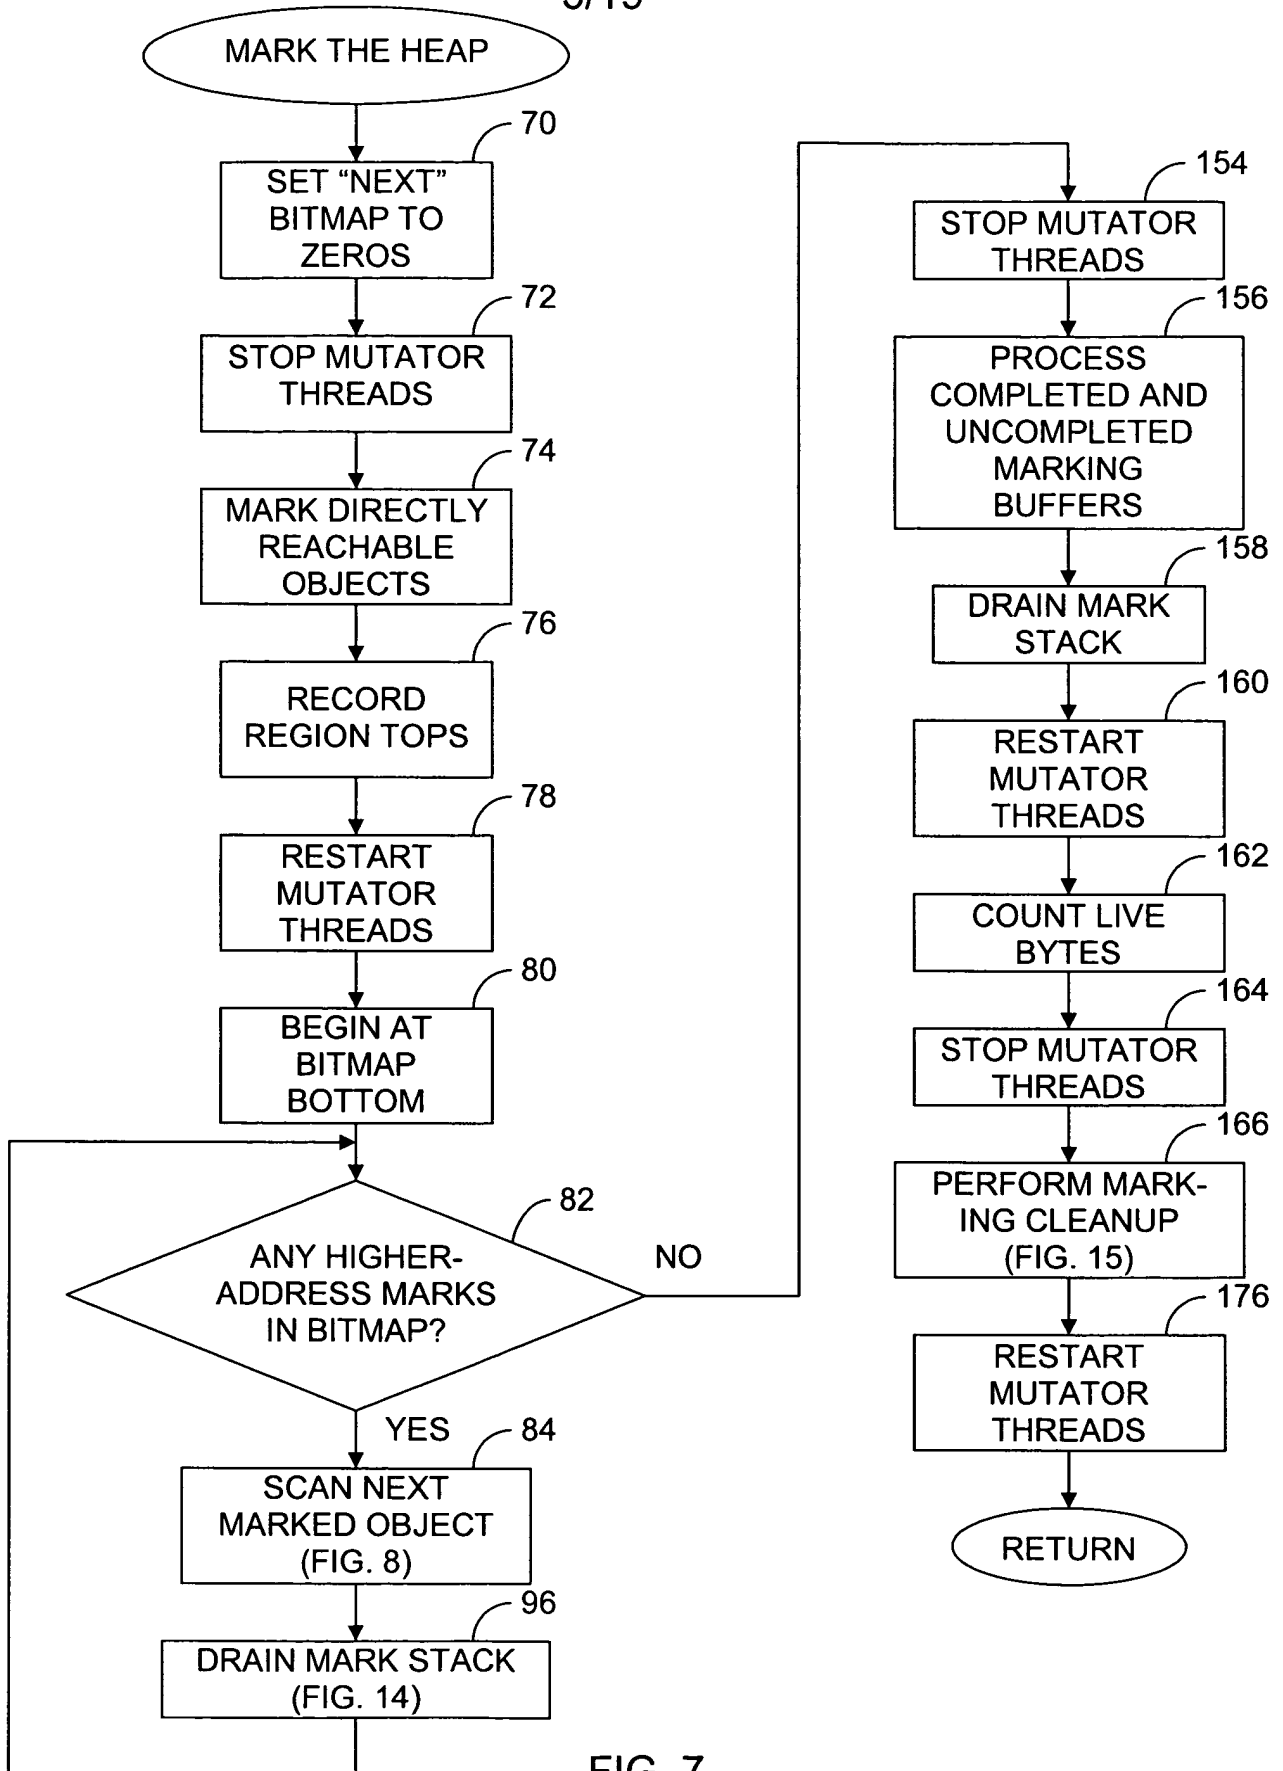 5/19
MARK THE HEAP
70
SET “NEXT”
BITMAP TO
ZEROS
72
STOP MUTATOR
THREADS
74
MARK DIRECTLY
REACHABLE
OBJECTS
76
RECORD
REGION TOPS
78
RESTART
MUTATOR
THREADS
80
BEGIN AT
BITMAP
BOTTOM
82
ANY HIGHER-
ADDRESS MARKS
IN BITMAP?
NO
YES
84
SCAN NEXT
MARKED OBJECT
(FIG. 8)
96
DRAIN MARK STACK
(FIG. 14)
154
STOP MUTATOR
THREADS
156
PROCESS
COMPLETED AND
UNCOMPLETED
MARKING
BUFFERS
158
DRAIN MARK
STACK
160
RESTART
MUTATOR
THREADS
162
COUNT LIVE
BYTES
164
STOP MUTATOR
THREADS
166
PERFORM MARK-
ING CLEANUP
(FIG. 15)
176
RESTART
MUTATOR
THREADS
RETURN
FIG. 7